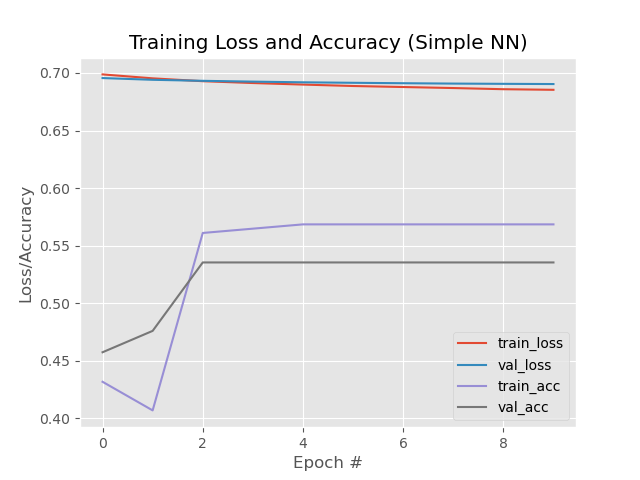 Training Loss and Accuracy (Simple NN)
0.70
0.65
0.60
0.55
0.50
0.45
0.40
Loss/Accuracy
train_loss
val_loss
train_acc
val_acc
0 2 4 6 8
Epoch #